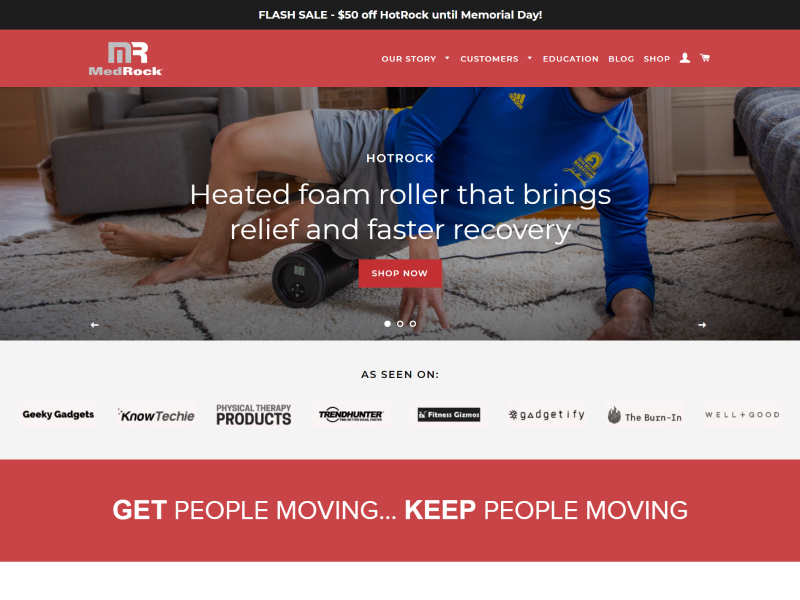 FLASH SALE - $50 off HotRock until Memorial Day!
MR
MedRock
OUR STORY CUSTOMERS EDUCATION BLOG SHOP
HOTROCK
Heated foam roller that brings
relief and faster recovery
SHOP NOW
AS SEEN ON:
Geeky Gadgets
KnowTechie
PHYSICAL THERAPY
PRODUCTS
TRENDHUNTER
Fitness Gizmos
gadgetify
The Burn-In
WELL+GOOD
GET PEOPLE MOVING... KEEP PEOPLE MOVING